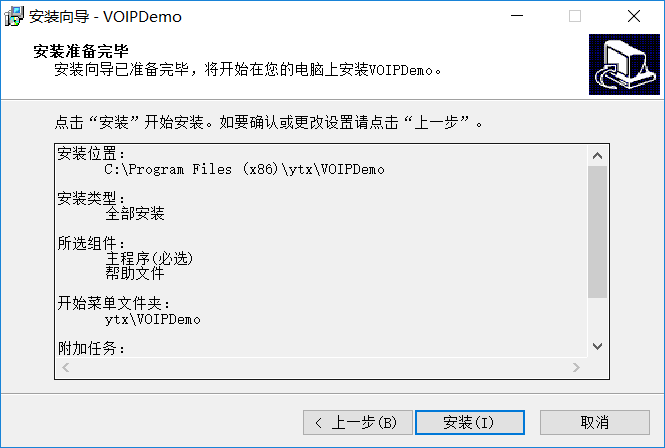 安装向导 - VOIPDemo
安装准备完毕
安装向导已准备完毕，将开始在您的电脑上安装VOIPDemo。
点击“安装”开始安装。如要确认或更改设置请点击“上一步”。
安装位置：
C:\Program Files (x86)\ytx\VOIPDemo
安装类型：
全部安装
所选组件：
主程序(必选)
帮助文件
开始菜单文件夹：
ytx\VOIPDemo
附加任务：
< 上一步(B)
安装(I)
取消